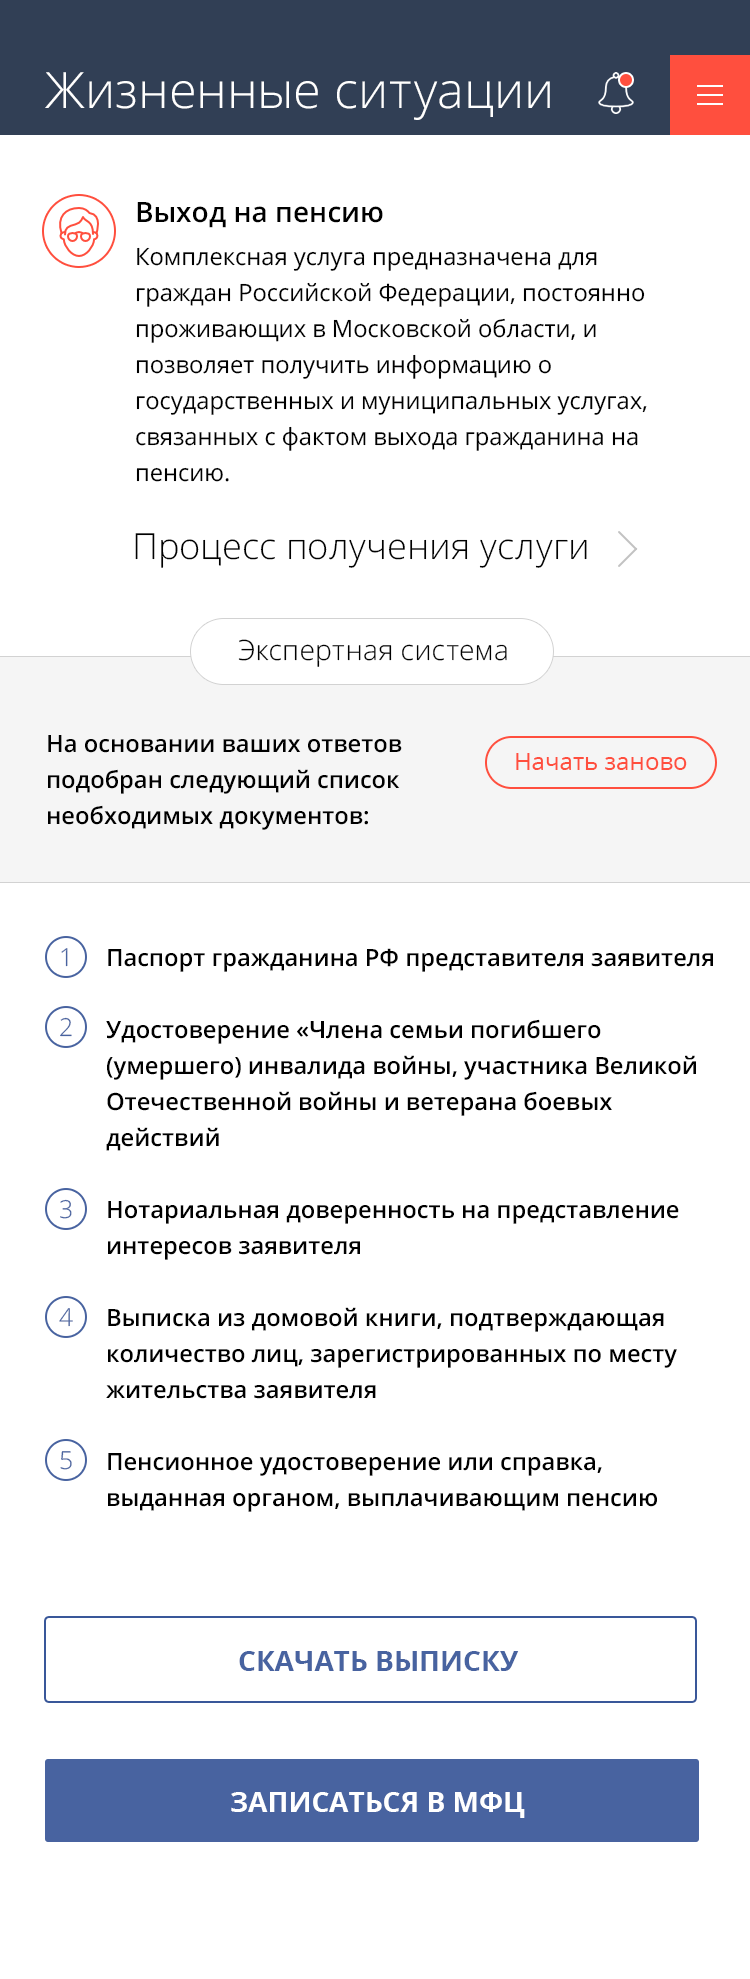 Жизненные ситуации
Выход на пенсию
Комплексная услуга предназначена для
граждан Российской Федерации, постоянно
проживающих в Московской области, и
позволяет получить информацию о
государственных и муниципальных услугах,
связанных с фактом выхода гражданина на
пенсию.
Процесс получения услуги
Экспертная система
На основании ваших ответов
подобран следующий список
необходимых документов:
Начать заново
1 Паспорт гражданина РФ представителя заявителя
2 Удостоверение «Члена семьи погибшего
(умершего) инвалида войны, участника Великой
Отечественной войны и ветерана боевых
действий
3 Нотариальная доверенность на представление
интересов заявителя
4 Выписка из домовой книги, подтверждающая
количество лиц, зарегистрированных по месту
жительства заявителя
5 Пенсионное удостоверение или справка,
выданная органом, выплачивающим пенсию
СКАЧАТЬ ВЫПИСКУ
ЗАПИСАТЬСЯ В МФЦ